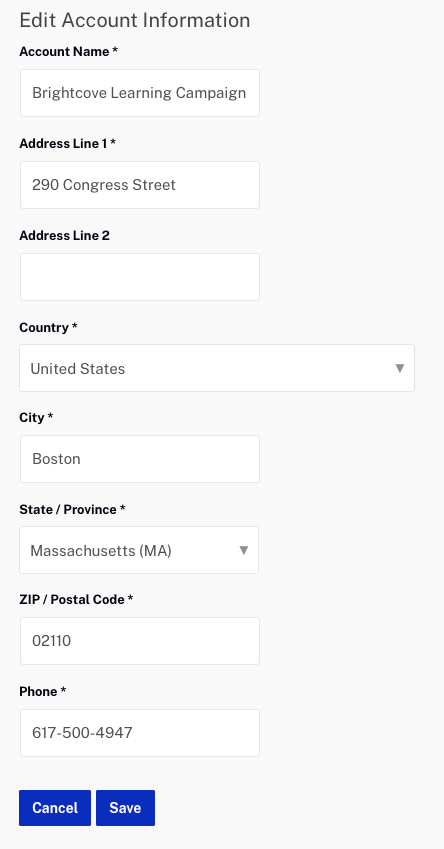 Edit Account Information
Account Name *
Brightcove Learning Campaign
Address Line 1 *
290 Congress Street
Address Line 2
Country *
United States
City *
Boston
State / Province *
Massachusetts (MA)
ZIP / Postal Code *
02110
Phone *
617-500-4947
Cancel Save